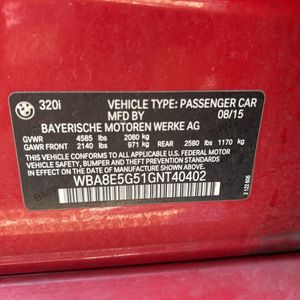 320i VEHICLE TYPE: PASSENGER CAR
MFD BY 08/15
BAYERISCHE MOTOREN WERKE AG
GVWR 4585 lbs 2080 kg
GAWR FRONT 2140 lbs 971 kg REAR 2580 lbs 1170 kg
THIS VEHICLE CONFORMS TO ALL APPLICABLE
U.S. FEDERAL MOTOR VEHICLE SAFETY, BUMPER, AND THEFT
PREVENTION STANDARDS IN EFFECT ON THE DATE OF
MANUFACTURE SHOWN ABOVE.
WBA8E5G51GNT40402